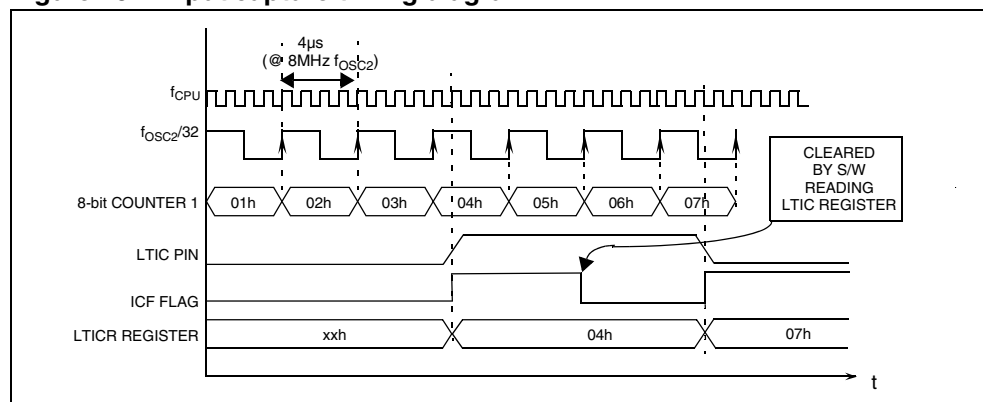 4µs
(@ 8MHz fOSC2)
fCPU
fOSC2/32
CLEARED
BY S/W
READING
LTIC REGISTER
8-bit COUNTER 1
01h 02h 03h 04h 05h 06h 07h
LTIC PIN
ICF FLAG
LTICR REGISTER
xxh 04h 07h
t